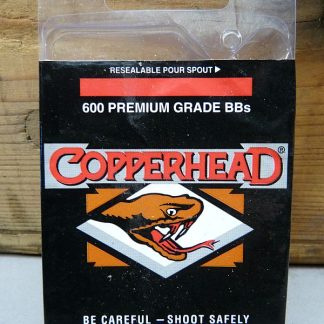 RESEALABLE POUR SPOUT ▶
600 PREMIUM GRADE BBs
COPPERHEAD®
BE CAREFUL – SHOOT SAFELY